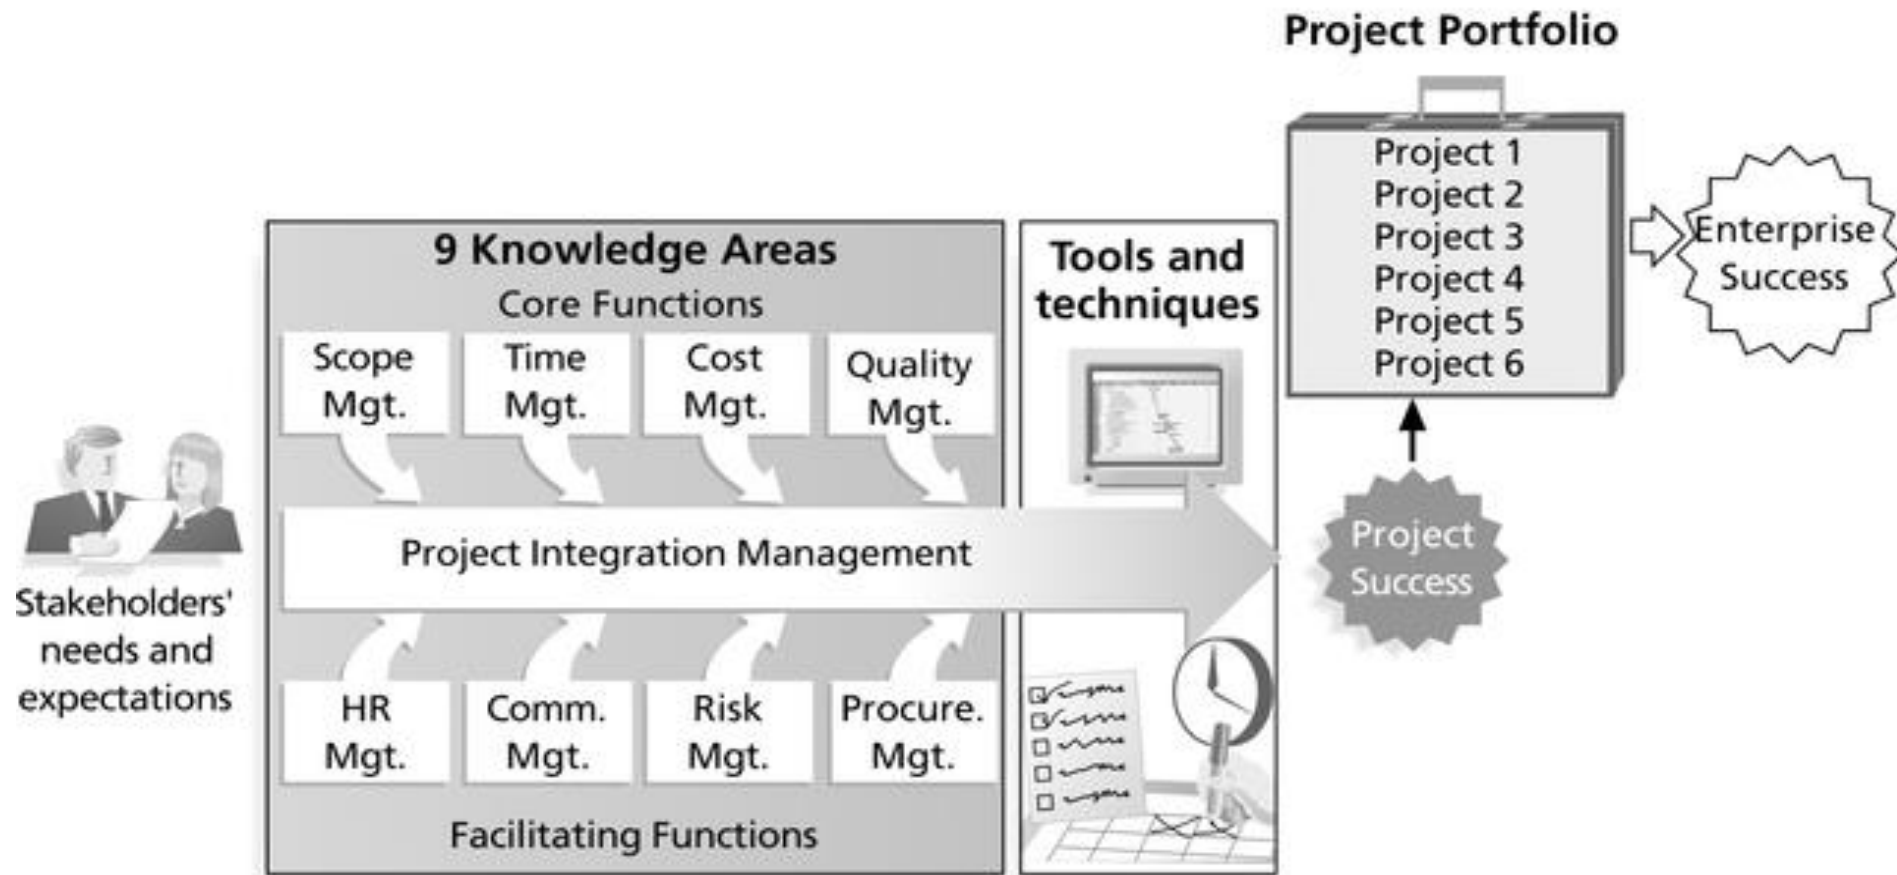 Project Portfolio
Project 1
Project 2
Project 3
Project 4
Project 5
Project 6
Enterprise
Success
9 Knowledge Areas
Core Functions
Scope
Mgt.
Time
Mgt.
Cost
Mgt.
Quality
Mgt.
Tools and
techniques
Stakeholders'
needs and
expectations
Project Integration Management
Project
Success
HR
Mgt.
Comm.
Mgt.
Risk
Mgt.
Procure.
Mgt.
Facilitating Functions